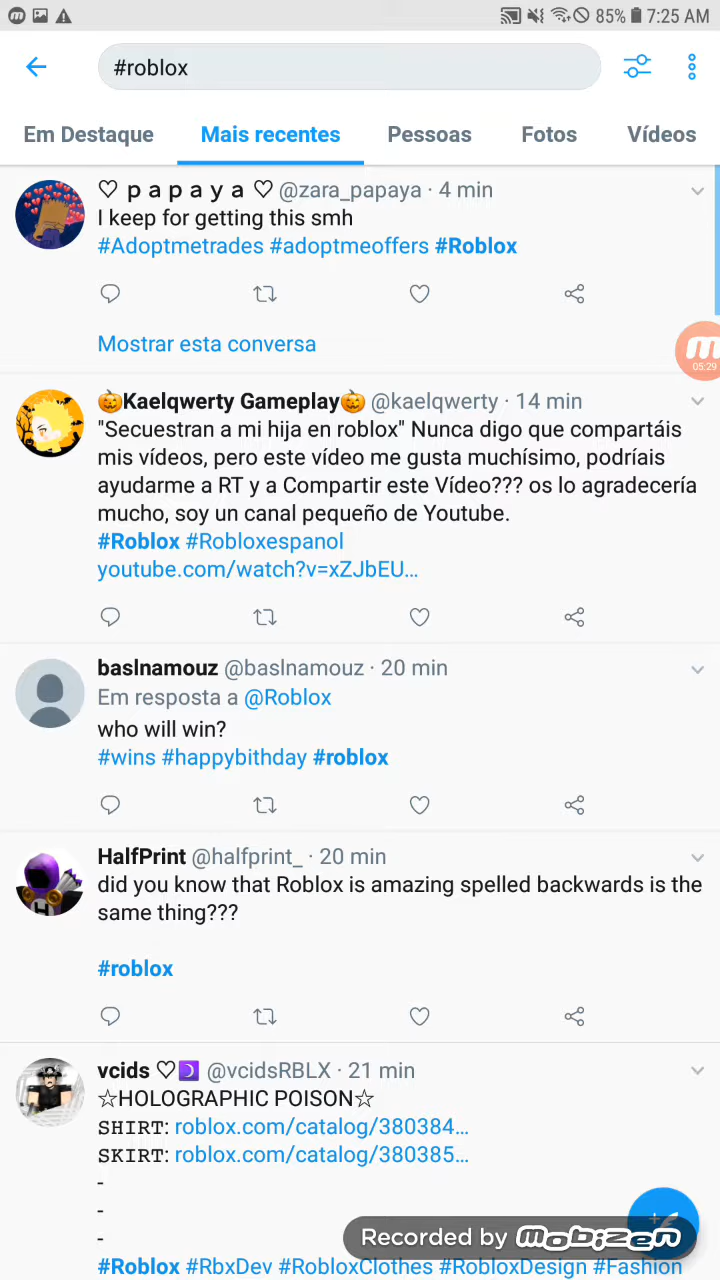 85% 7:25 AM
#roblox
Em Destaque Mais recentes Pessoas Fotos Vídeos
♡ p a p a y a ♡ @zara_papaya · 4 min
I keep for getting this smh
#Adoptmetrades #adoptmeoffers #Roblox
Mostrar esta conversa
05:29
🎃Kaelqwerty Gameplay🎃 @kaelqwerty · 14 min
"Secuestran a mi hija en roblox" Nunca digo que compartáis
mis vídeos, pero este vídeo me gusta muchísimo, podríais
ayudarme a RT y a Compartir este Vídeo??? os lo agradecería
mucho, soy un canal pequeño de Youtube.
#Roblox #Robloxespanol
youtube.com/watch?v=xZJbEU…
baslnamouz @baslnamouz · 20 min
Em resposta a @Roblox
who will win?
#wins #happybithday #roblox
HalfPrint @halfprint_ · 20 min
did you know that Roblox is amazing spelled backwards is the
same thing???
#roblox
vcids ♡☽ @vcidsRBLX · 21 min
☆HOLOGRAPHIC POISON☆
SHIRT: roblox.com/catalog/380384…
SKIRT: roblox.com/catalog/380385…
-
-
-
Recorded by mobizen
#Roblox #RbxDev #RobloxClothes #RobloxDesign #Fashion